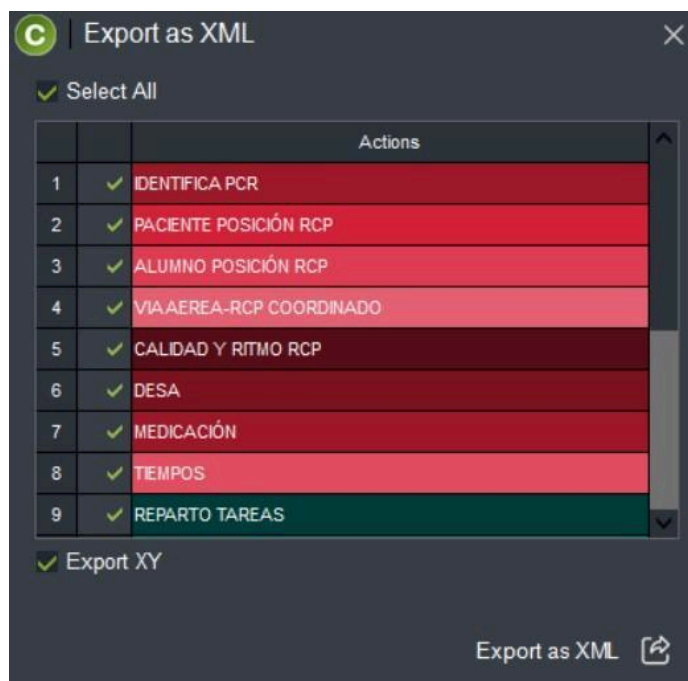 C Export as XML
Select All
Actions
1 IDENTIFICA PCR
2 PACIENTE POSICIÓN RCP
3 ALUMNO POSICIÓN RCP
4 VIA AEREA-RCP COORDINADO
5 CALIDAD Y RITMO RCP
6 DESA
7 MEDICACIÓN
8 TIEMPOS
9 REPARTO TAREAS
Export XY
Export as XML